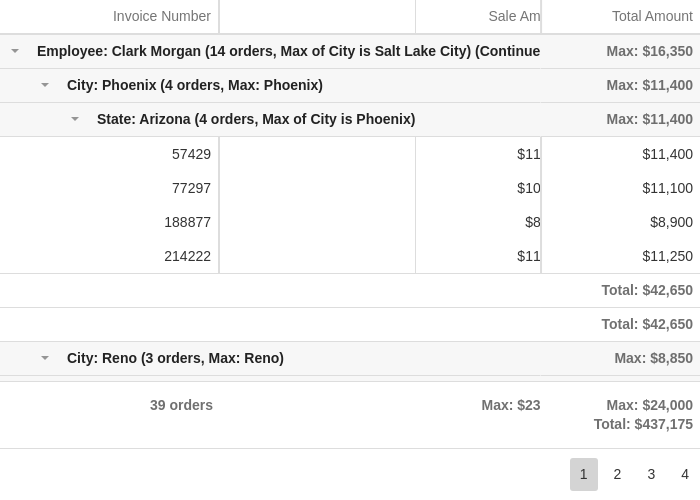 Invoice Number Sale Am Total Amount
Employee: Clark Morgan (14 orders, Max of City is Salt Lake City) (Continue Max: $16,350
City: Phoenix (4 orders, Max: Phoenix) Max: $11,400
State: Arizona (4 orders, Max of City is Phoenix) Max: $11,400
57429 $11 $11,400
77297 $10 $11,100
188877 $8 $8,900
214222 $11 $11,250
Total: $42,650
Total: $42,650
City: Reno (3 orders, Max: Reno) Max: $8,850
39 orders Max: $23 Max: $24,000
Total: $437,175
1 2 3 4